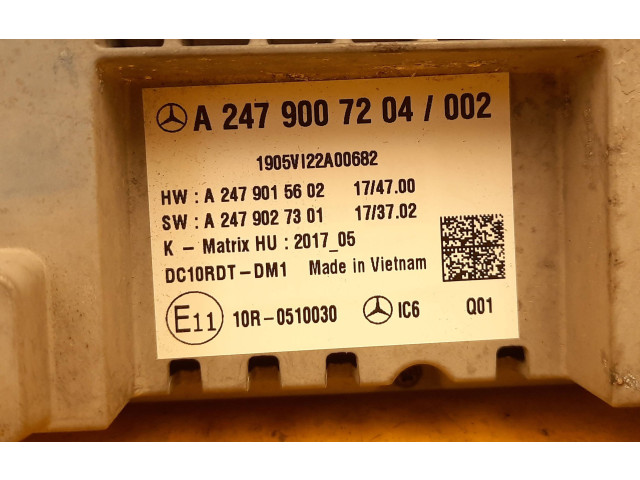 A 247 900 72 04 / 002
1905VI22A00682
HW : A 247 901 56 02 17/47.00
SW : A 247 902 73 01 17/37.02
K - Matrix HU : 2017_05
DC10RDT-DM1 Made in Vietnam
E11 10R-0510030 IC6 Q01